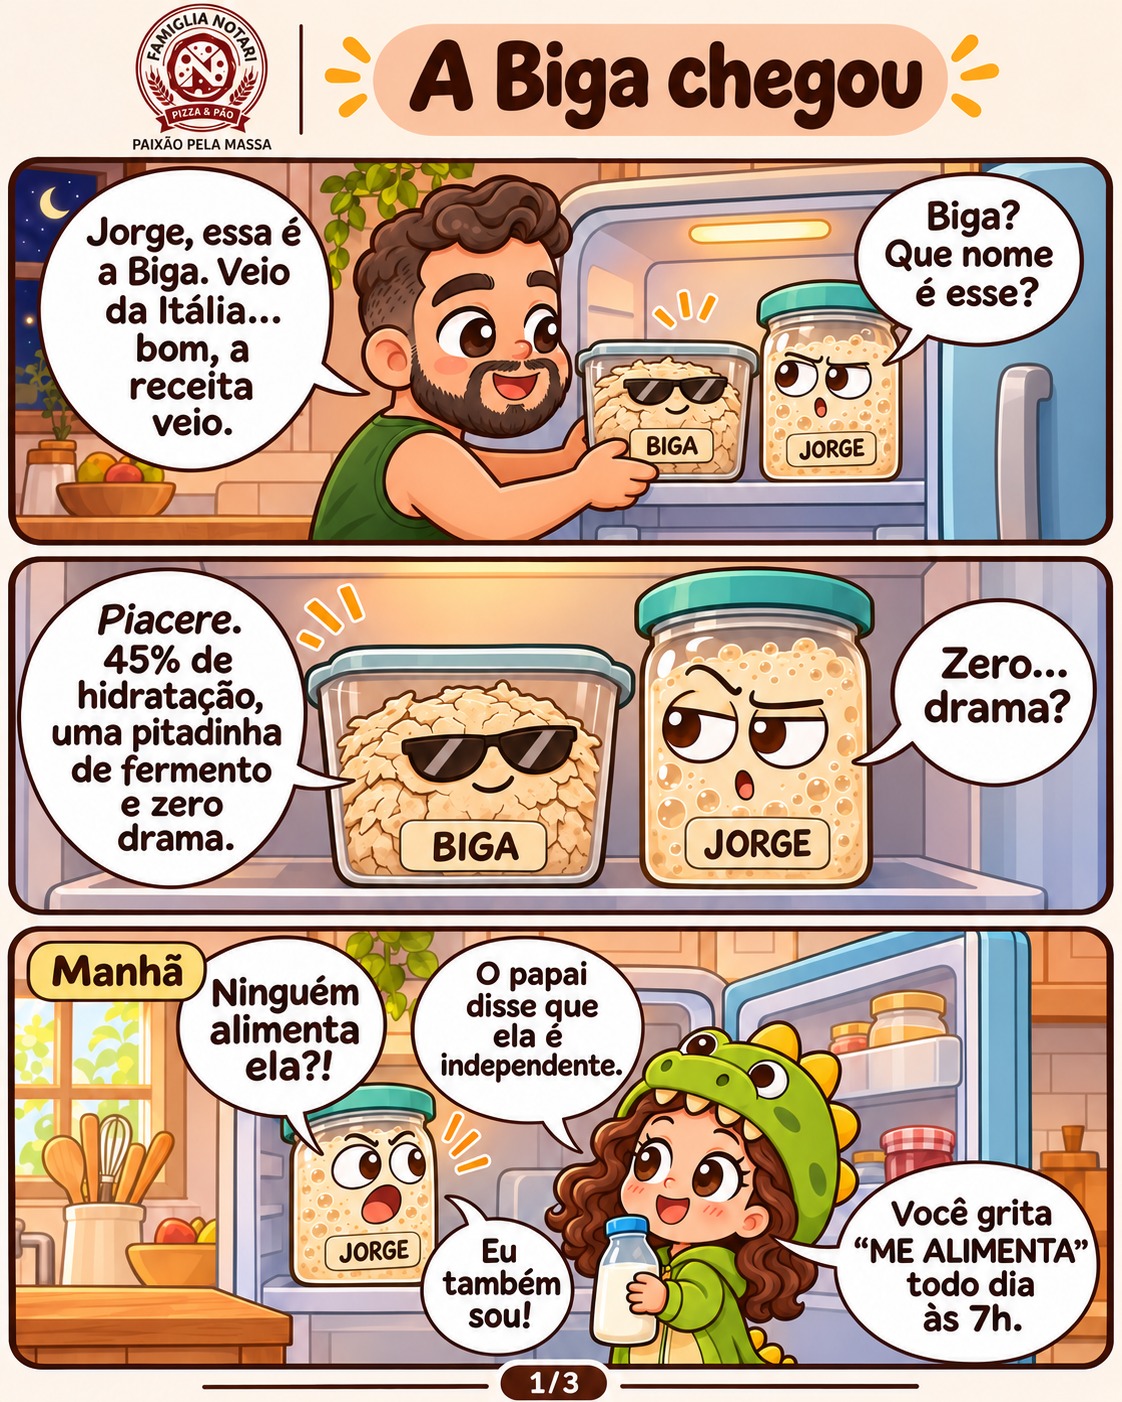 FAMIGLIA NOTARI
PIZZA & PÃO
PAIXÃO PELA MASSA
A Biga chegou
Jorge, essa é
a Biga. Veio
da Itália...
bom, a
receita
veio.
Biga?
Que nome
é esse?
BIGA
JORGE
Piacere.
45% de
hidratação,
uma pitadinha
de fermento
e zero
drama.
Zero...
drama?
BIGA
JORGE
Manhã
Ninguém
alimenta
ela?!
O papai
disse que
ela é
independente.
JORGE
Eu
também
sou!
Você grita
“ME ALIMENTA”
todo dia
às 7h.
1/3